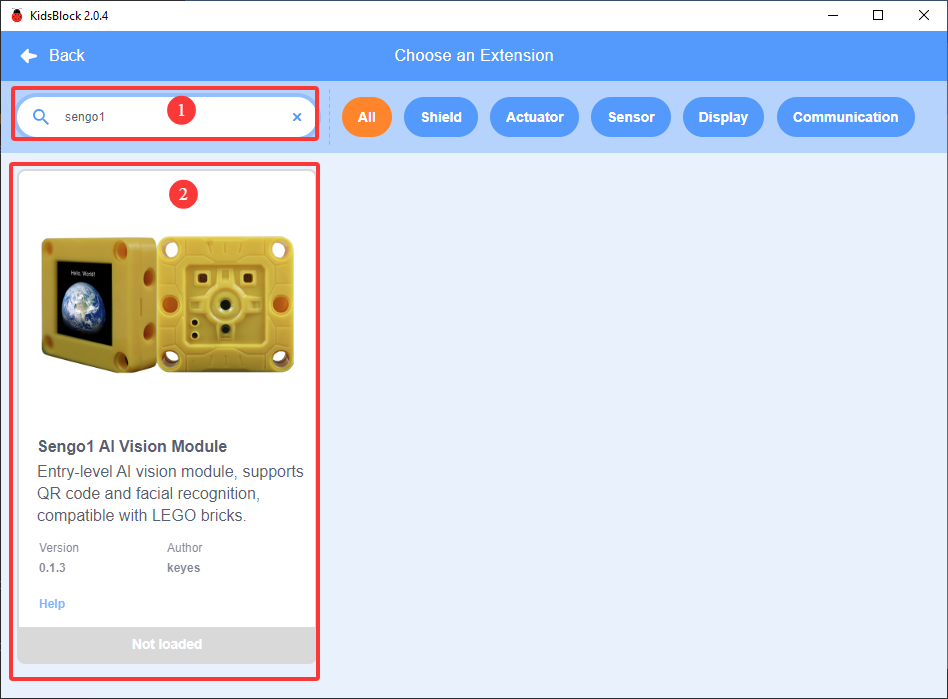 KidsBlock 2.0.4
Back
Choose an Extension
sengo1
1
All
Shield
Actuator
Sensor
Display
Communication
2
Hello, World!
Sengo1 AI Vision Module
Entry-level AI vision module, supports
QR code and facial recognition,
compatible with LEGO bricks.
Version
Author
0.1.3
keyes
Help
Not loaded